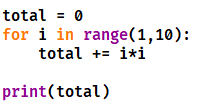 total = 0
for i in range(1,10):
    total += i*i

print(total)